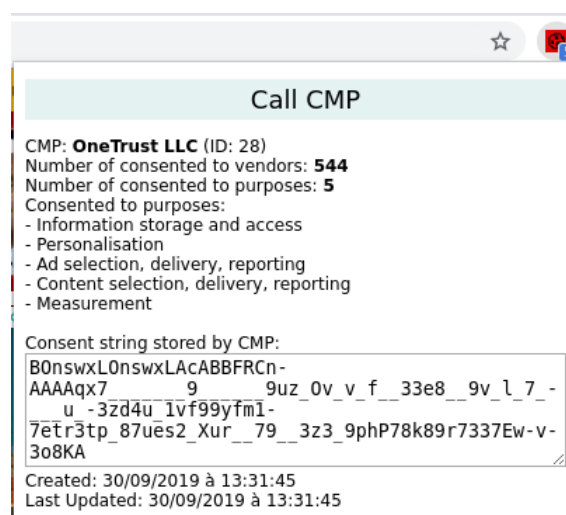 Call CMP
CMP: OneTrust LLC (ID: 28)
Number of consented to vendors: 544
Number of consented to purposes: 5
Consented to purposes:
- Information storage and access
- Personalisation
- Ad selection, delivery, reporting
- Content selection, delivery, reporting
- Measurement
Consent string stored by CMP:
BOnswxLOnswxLAcABBFRCn-
AAAAqx7_______9______9uz_Ov_v_f__33e8__9v_l_7_-
___u_-3zd4u_1vf99yfm1-
7etr3tp_87ues2_Xur__79__3z3_9phP78k89r7337Ew-v-
3o8KA
Created: 30/09/2019 à 13:31:45
Last Updated: 30/09/2019 à 13:31:45